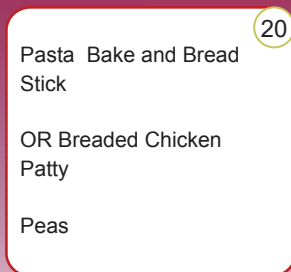 20
Pasta  Bake and Bread
Stick
OR Breaded Chicken
Patty
Peas